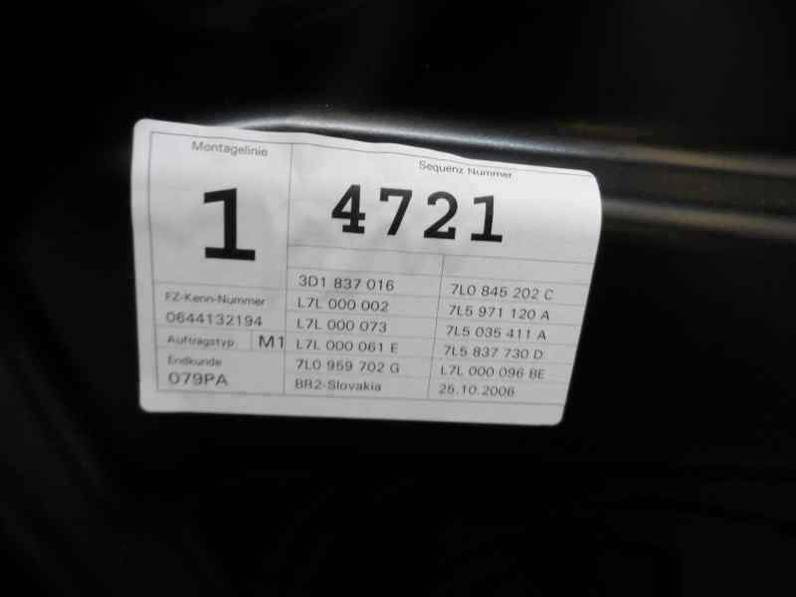 Montagelinie
1
Sequenz Nummer
4721
FZ-Kenn-Nummer
0644132194
Auftragstyp M1
Endkunde
079PA
3D1 837 016
L7L 000 002
L7L 000 073
L7L 000 061 E
7L0 959 702 G
BR2-Slovakia
7L0 845 202 C
7L5 971 120 A
7L5 035 411 A
7L5 837 730 D
L7L 000 096 BE
25.10.2006